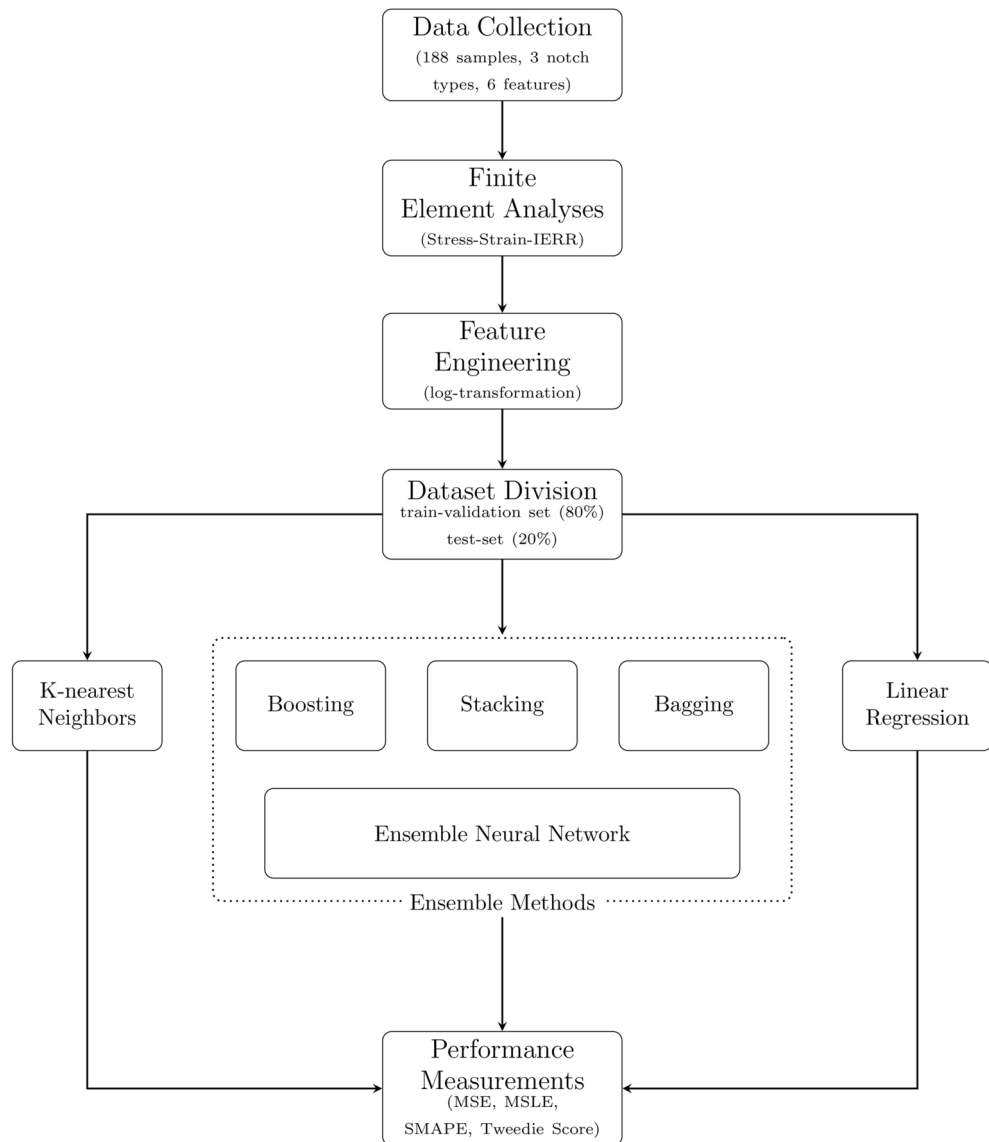 Data Collection
(188 samples, 3 notch
types, 6 features)
Finite
Element Analyses
(Stress-Strain-IERR)
Feature
Engineering
(log-transformation)
Dataset Division
train-validation set (80%)
test-set (20%)
K-nearest
Neighbors
Boosting
Stacking
Bagging
Linear
Regression
Ensemble Neural Network
Ensemble Methods
Performance
Measurements
(MSE, MSLE,
SMAPE, Tweedie Score)